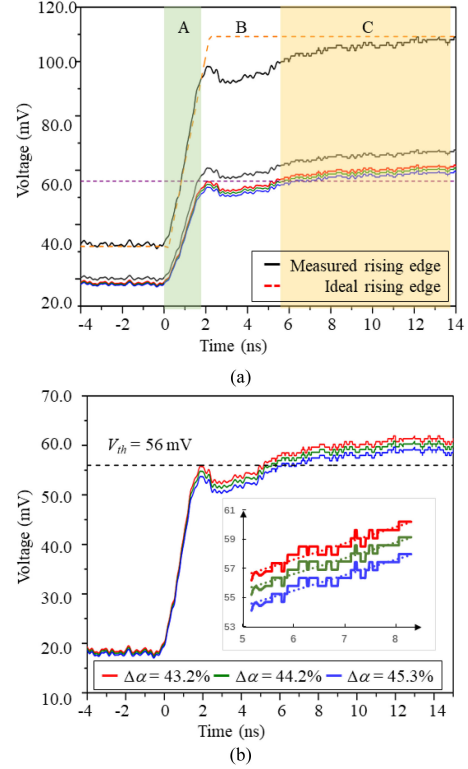 A B C
100.0
80.0
60.0
40.0
20.0
Voltage (mV)
Measured rising edge
Ideal rising edge
-4 -2 0 2 4 6 8 10 12 14
Time (ns)
(a)
70.0
60.0
50.0
40.0
30.0
20.0
10.0
Voltage (mV)
V_th = 56 mV
61
59
57
55
53
5 6 7 8
Δα = 43.2% Δα = 44.2% Δα = 45.3%
-4 -2 0 2 4 6 8 10 12 14
Time (ns)
(b)